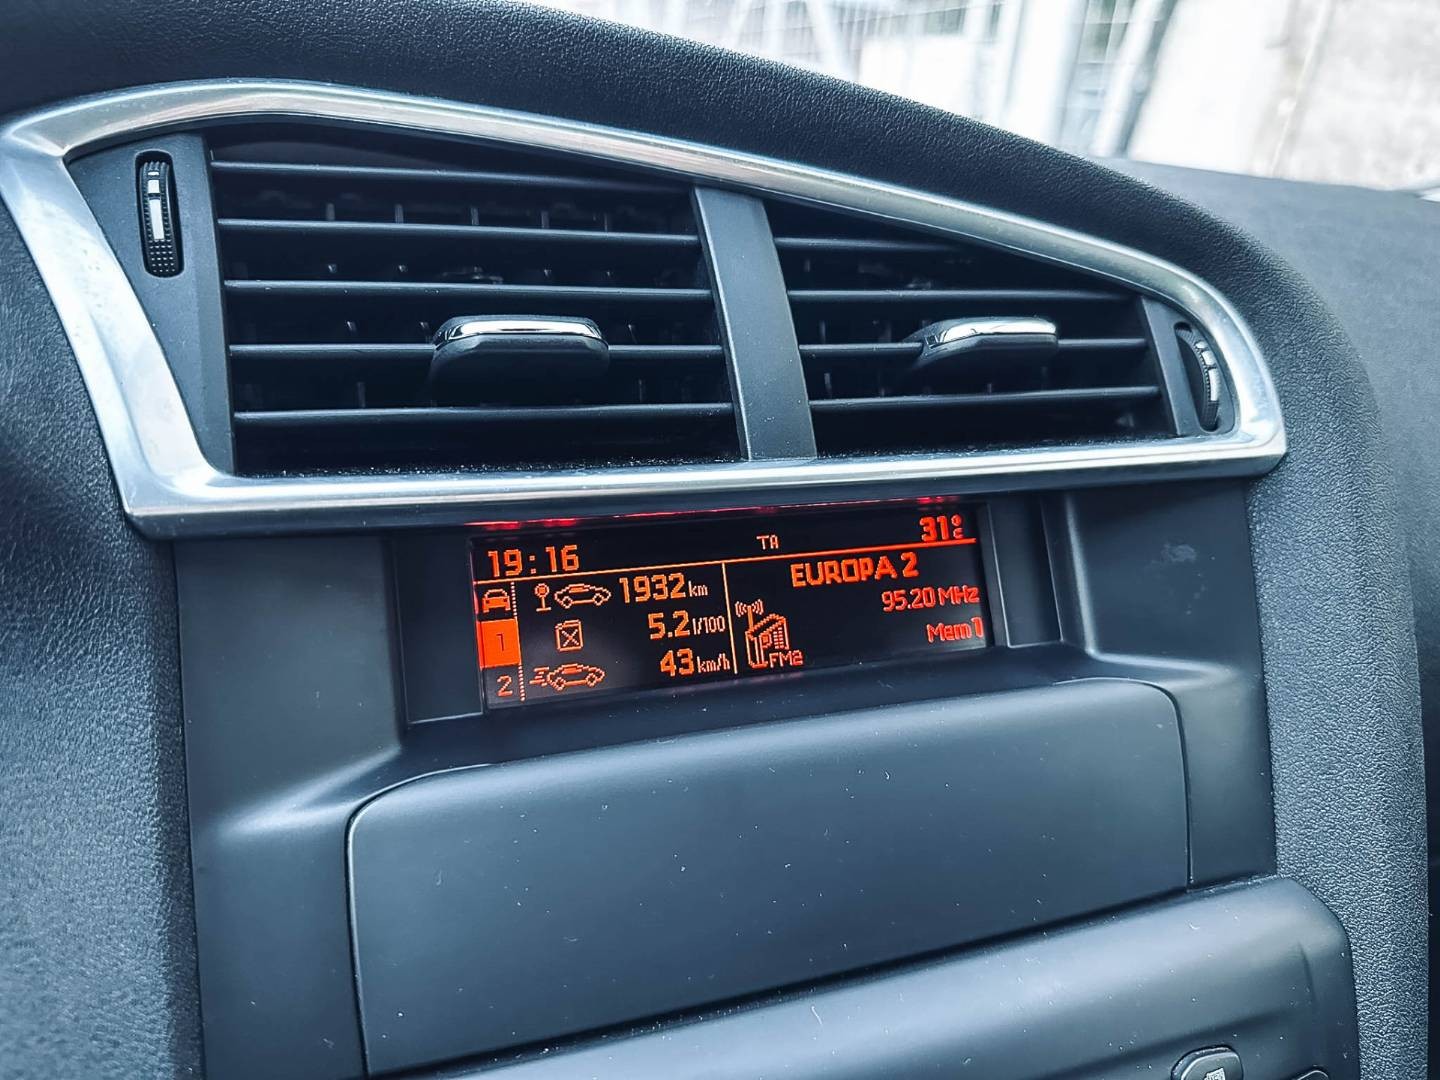 19:16 TA 31°C
1932 km
1 5.2 l/100
2 43 km/h
EUROPA 2
95.20 MHz
Mem 1
FM2